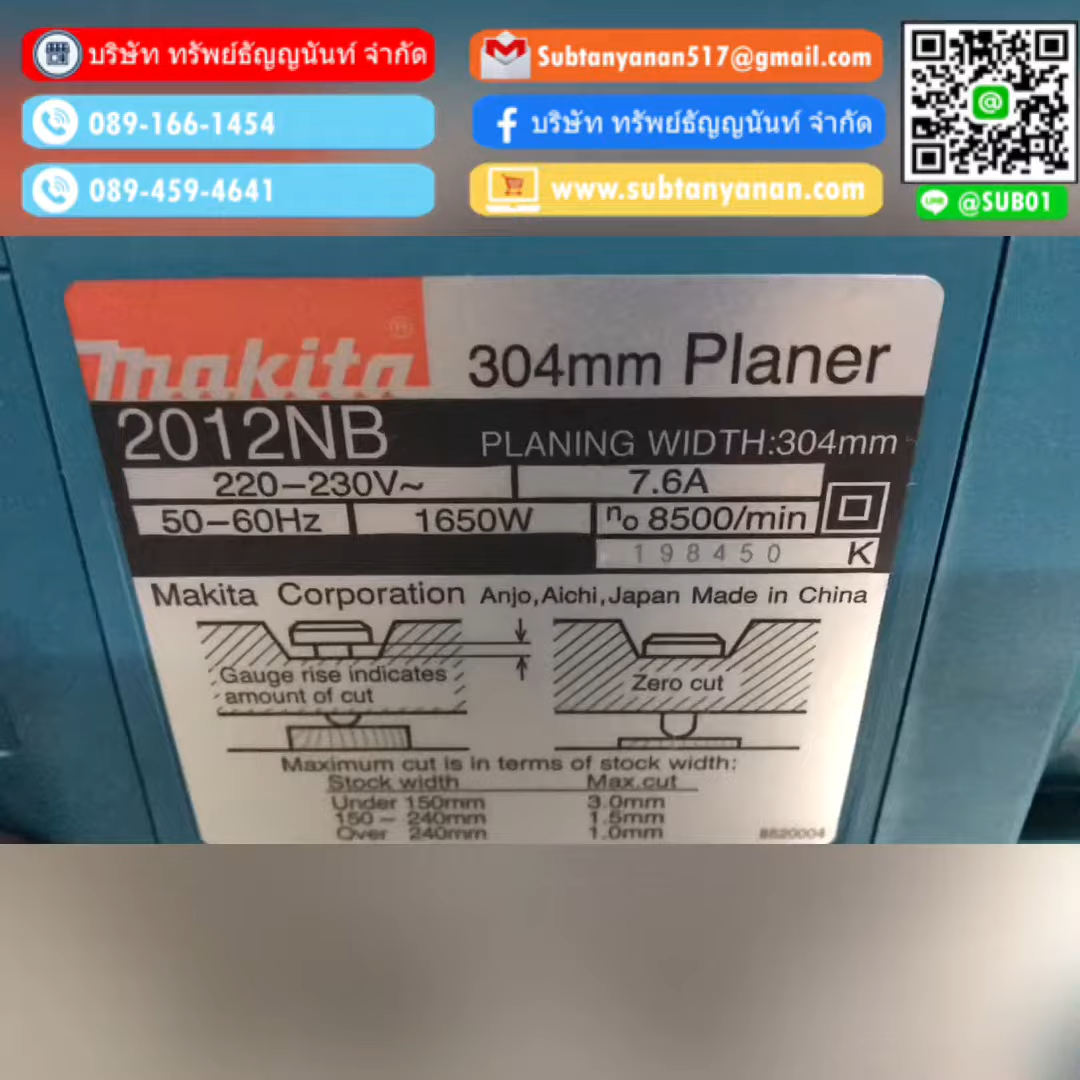 บริษัท ทรัพย์ธัญญนันท์ จำกัด
089-166-1454
089-459-4641
Subtanyanan517@gmail.com
บริษัท ทรัพย์ธัญญนันท์ จำกัด
www.subtanyanan.com
LINE @SUB01
makita®
304mm Planer
2012NB PLANING WIDTH:304mm
220–230V~ 7.6A
50–60Hz 1650W n₀ 8500/min
198450 K
Makita Corporation Anjo,Aichi,Japan Made in China
Gauge rise indicates
amount of cut
Zero cut
Maximum cut is in terms of stock width:
Stock width Max.cut
Under 150mm 3.0mm
150 – 240mm 1.5mm
Over 240mm 1.0mm